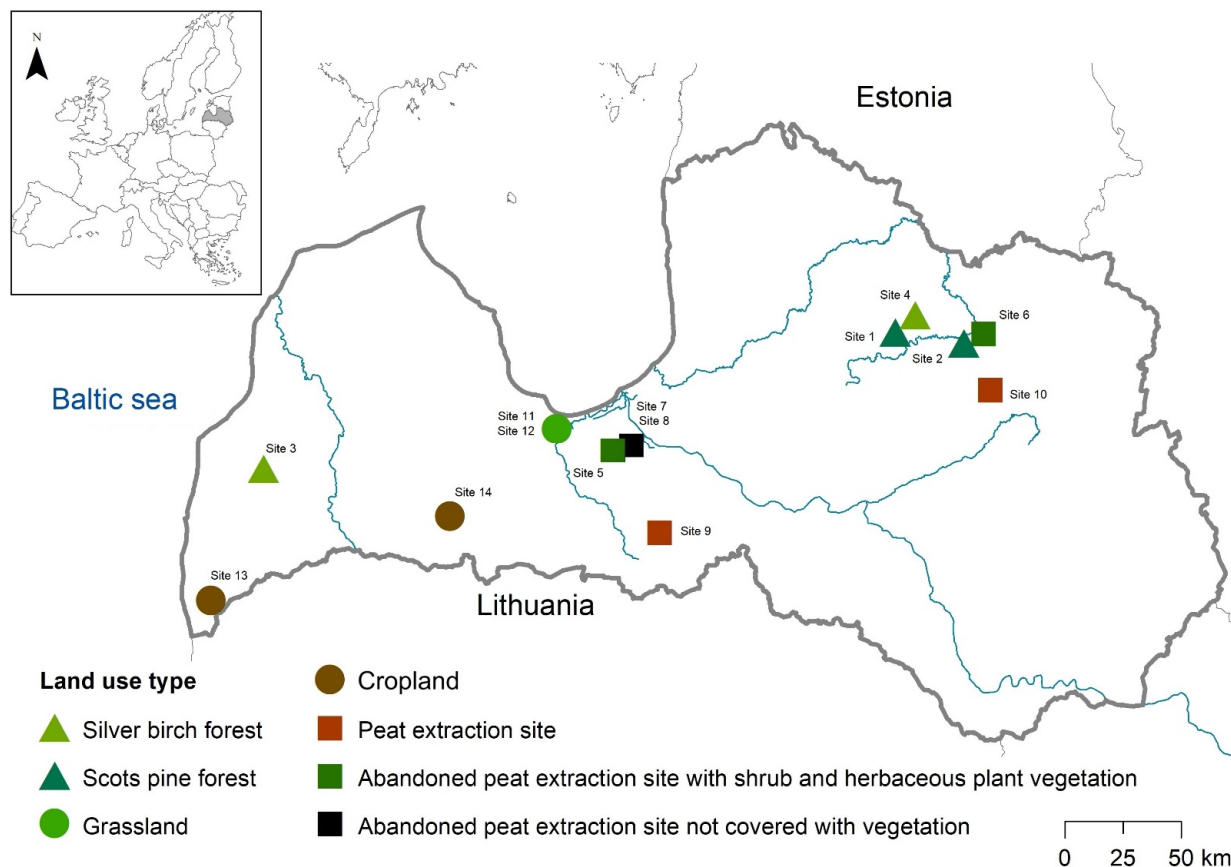 N
Estonia
Site 4
Site 1
Site 6
Site 2
Baltic sea
Site 10
Site 11
Site 12
Site 7
Site 8
Site 3
Site 5
Site 14
Site 9
Site 13
Lithuania
Land use type
Silver birch forest
Scots pine forest
Grassland
Cropland
Peat extraction site
Abandoned peat extraction site with shrub and herbaceous plant vegetation
Abandoned peat extraction site not covered with vegetation
0 25 50 km